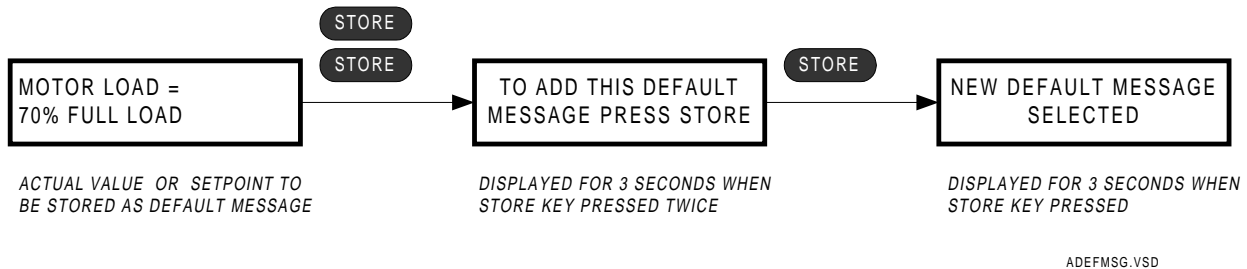 STORE
STORE
STORE
MOTOR LOAD =
70% FULL LOAD
TO ADD THIS DEFAULT
MESSAGE PRESS STORE
NEW DEFAULT MESSAGE
SELECTED
ACTUAL VALUE OR SETPOINT TO
BE STORED AS DEFAULT MESSAGE
DISPLAYED FOR 3 SECONDS WHEN
STORE KEY PRESSED TWICE
DISPLAYED FOR 3 SECONDS WHEN
STORE KEY PRESSED
ADEFMSG.VSD